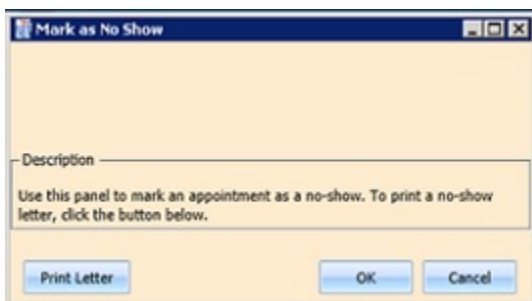 Mark as No Show
Description
Use this panel to mark an appointment as a no-show. To print a no-show
letter, click the button below.
Print Letter OK Cancel